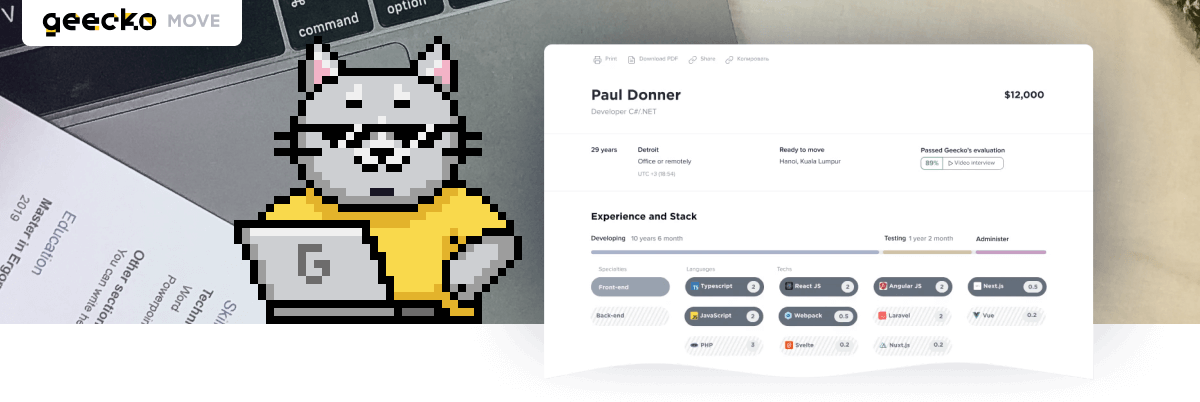 geecko MOVE
V
command
option
Print Download PDF Share Копировать
Paul Donner
$12,000
Developer C#/.NET
29 years
Detroit
Office or remotely
UTC +3 (18:54)
Ready to move
Hanoi, Kuala Lumpur
Passed Geecko's evaluation
89% Video interview
Experience and Stack
Developing 10 years 6 month
Testing 1 year 2 month
Administer
Specialties Languages Techs
Front-end Typescript 2 React JS 2 Angular JS 2 Next.js 0.5
Back-end JavaScript 2 Webpack 0.5 Laravel 2 Vue 0.2
PHP 3 Svelte 0.2 Nuxt.js 0.2
G
Education
Master in Ergo
2019
Other section
You can write he
Skil
Techn
Word
Powerpoin